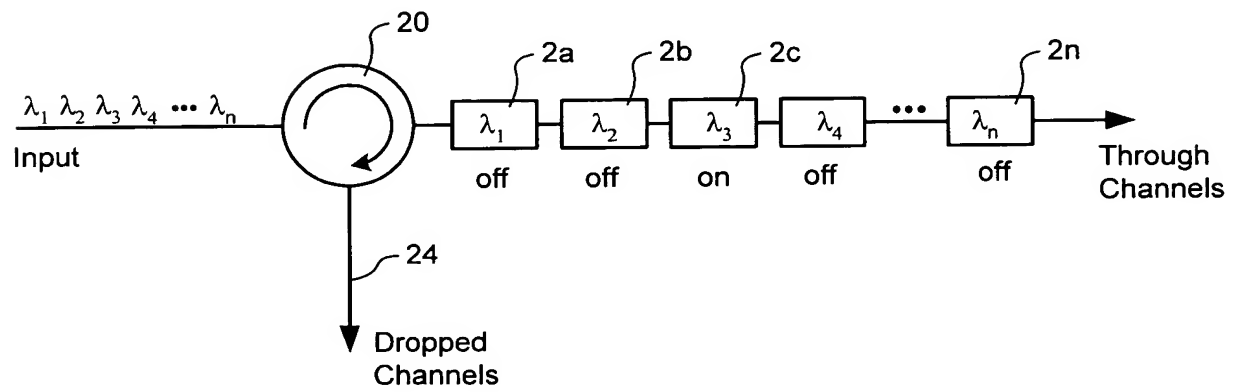 20
2a
2b
2c
2n
λ1 λ2 λ3 λ4 ••• λn
Input
λ1
λ2
λ3
λ4
•••
λn
off
off
on
off
off
Through
Channels
24
Dropped
Channels